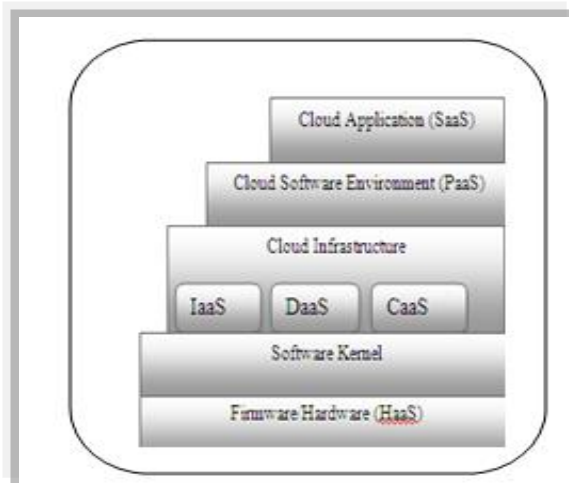 Cloud Application (SaaS)
Cloud Software Environment (PaaS)
Cloud Infrastructure
IaaS DaaS CaaS
Software Kernel
Firmware Hardware (HaaS)